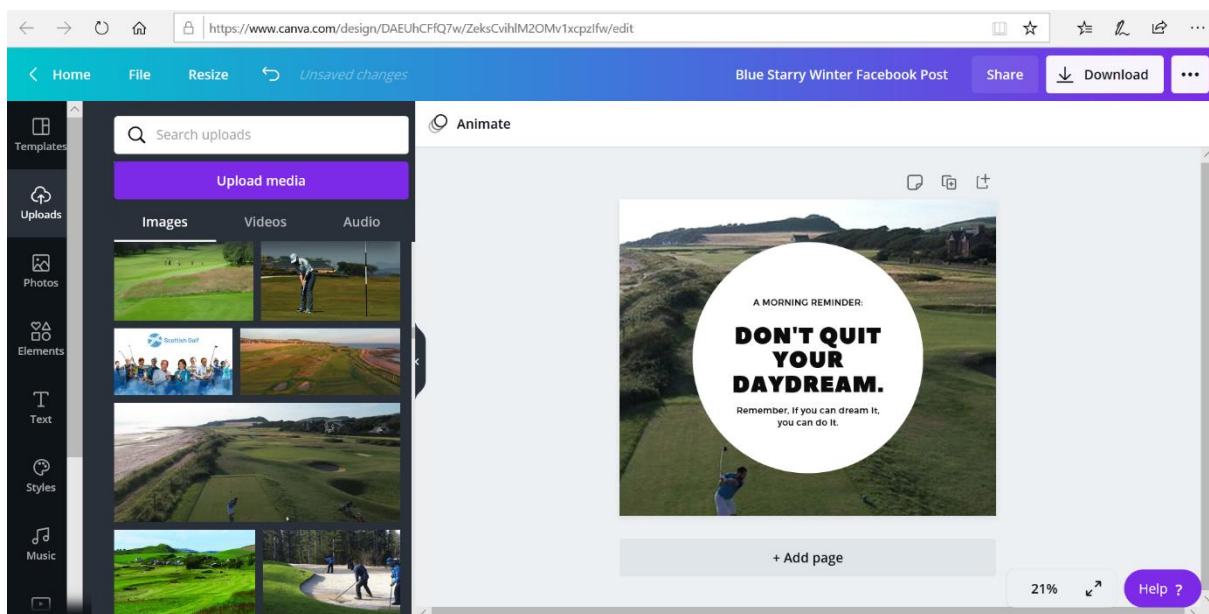 https://www.canva.com/design/DAEUhCFfQ7w/ZeksCvihlM2OMv1xcpzIfw/edit
Home File Resize Unsaved changes Blue Starry Winter Facebook Post Share Download
Templates
Uploads
Photos
Elements
Text
Styles
Music
Search uploads
Upload media
Images Videos Audio
Scottish Golf
Animate
A MORNING REMINDER:
DON'T QUIT
YOUR
DAYDREAM.
Remember, If you can dream it,
you can do it.
+ Add page
21%
Help ?